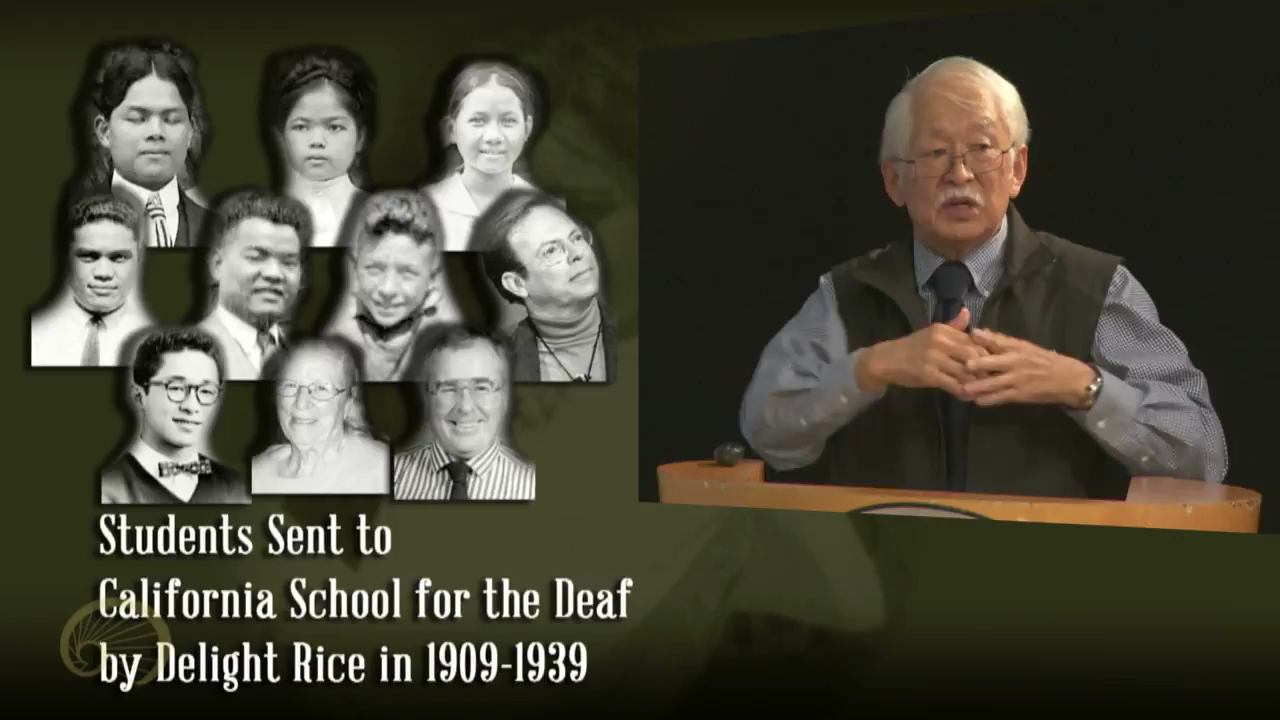 Students Sent to
California School for the Deaf
by Delight Rice in 1909-1939